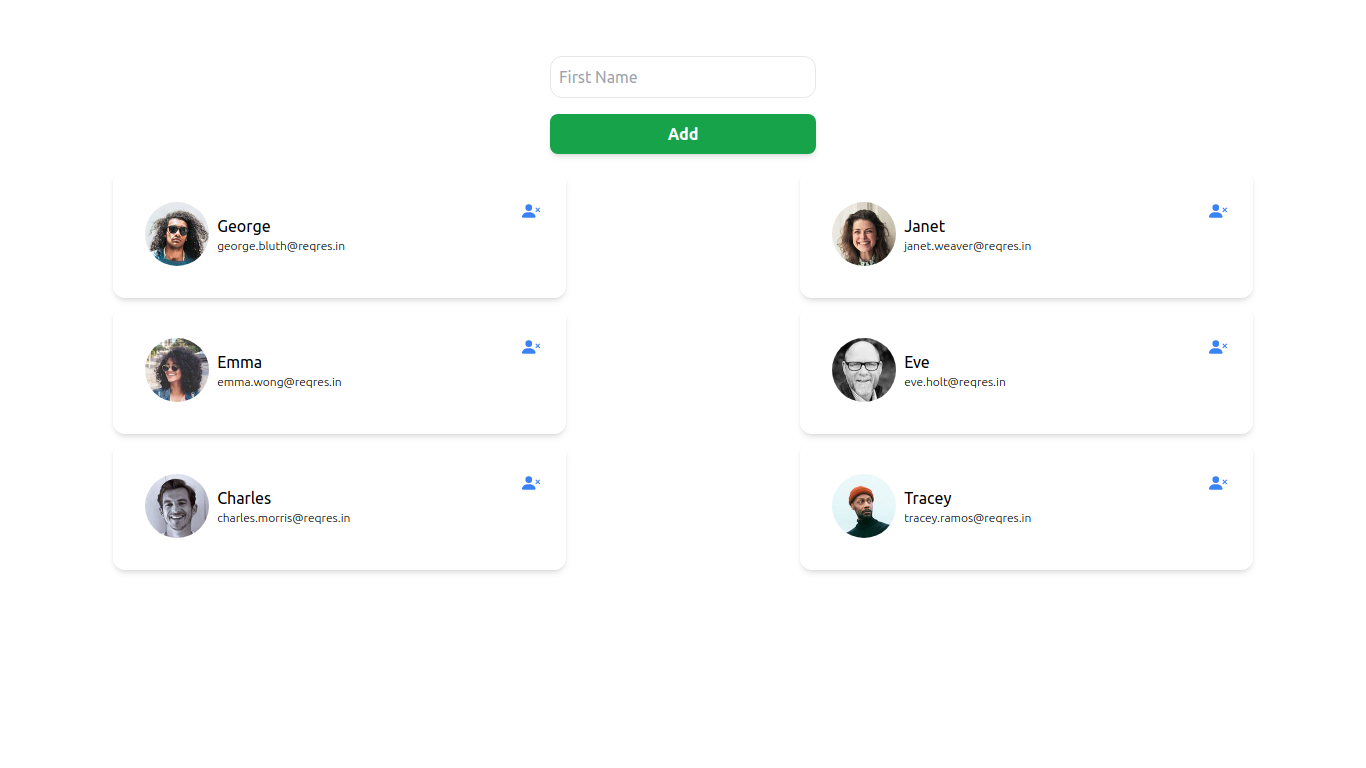 First Name
Add
George
george.bluth@reqres.in
Janet
janet.weaver@reqres.in
Emma
emma.wong@reqres.in
Eve
eve.holt@reqres.in
Charles
charles.morris@reqres.in
Tracey
tracey.ramos@reqres.in